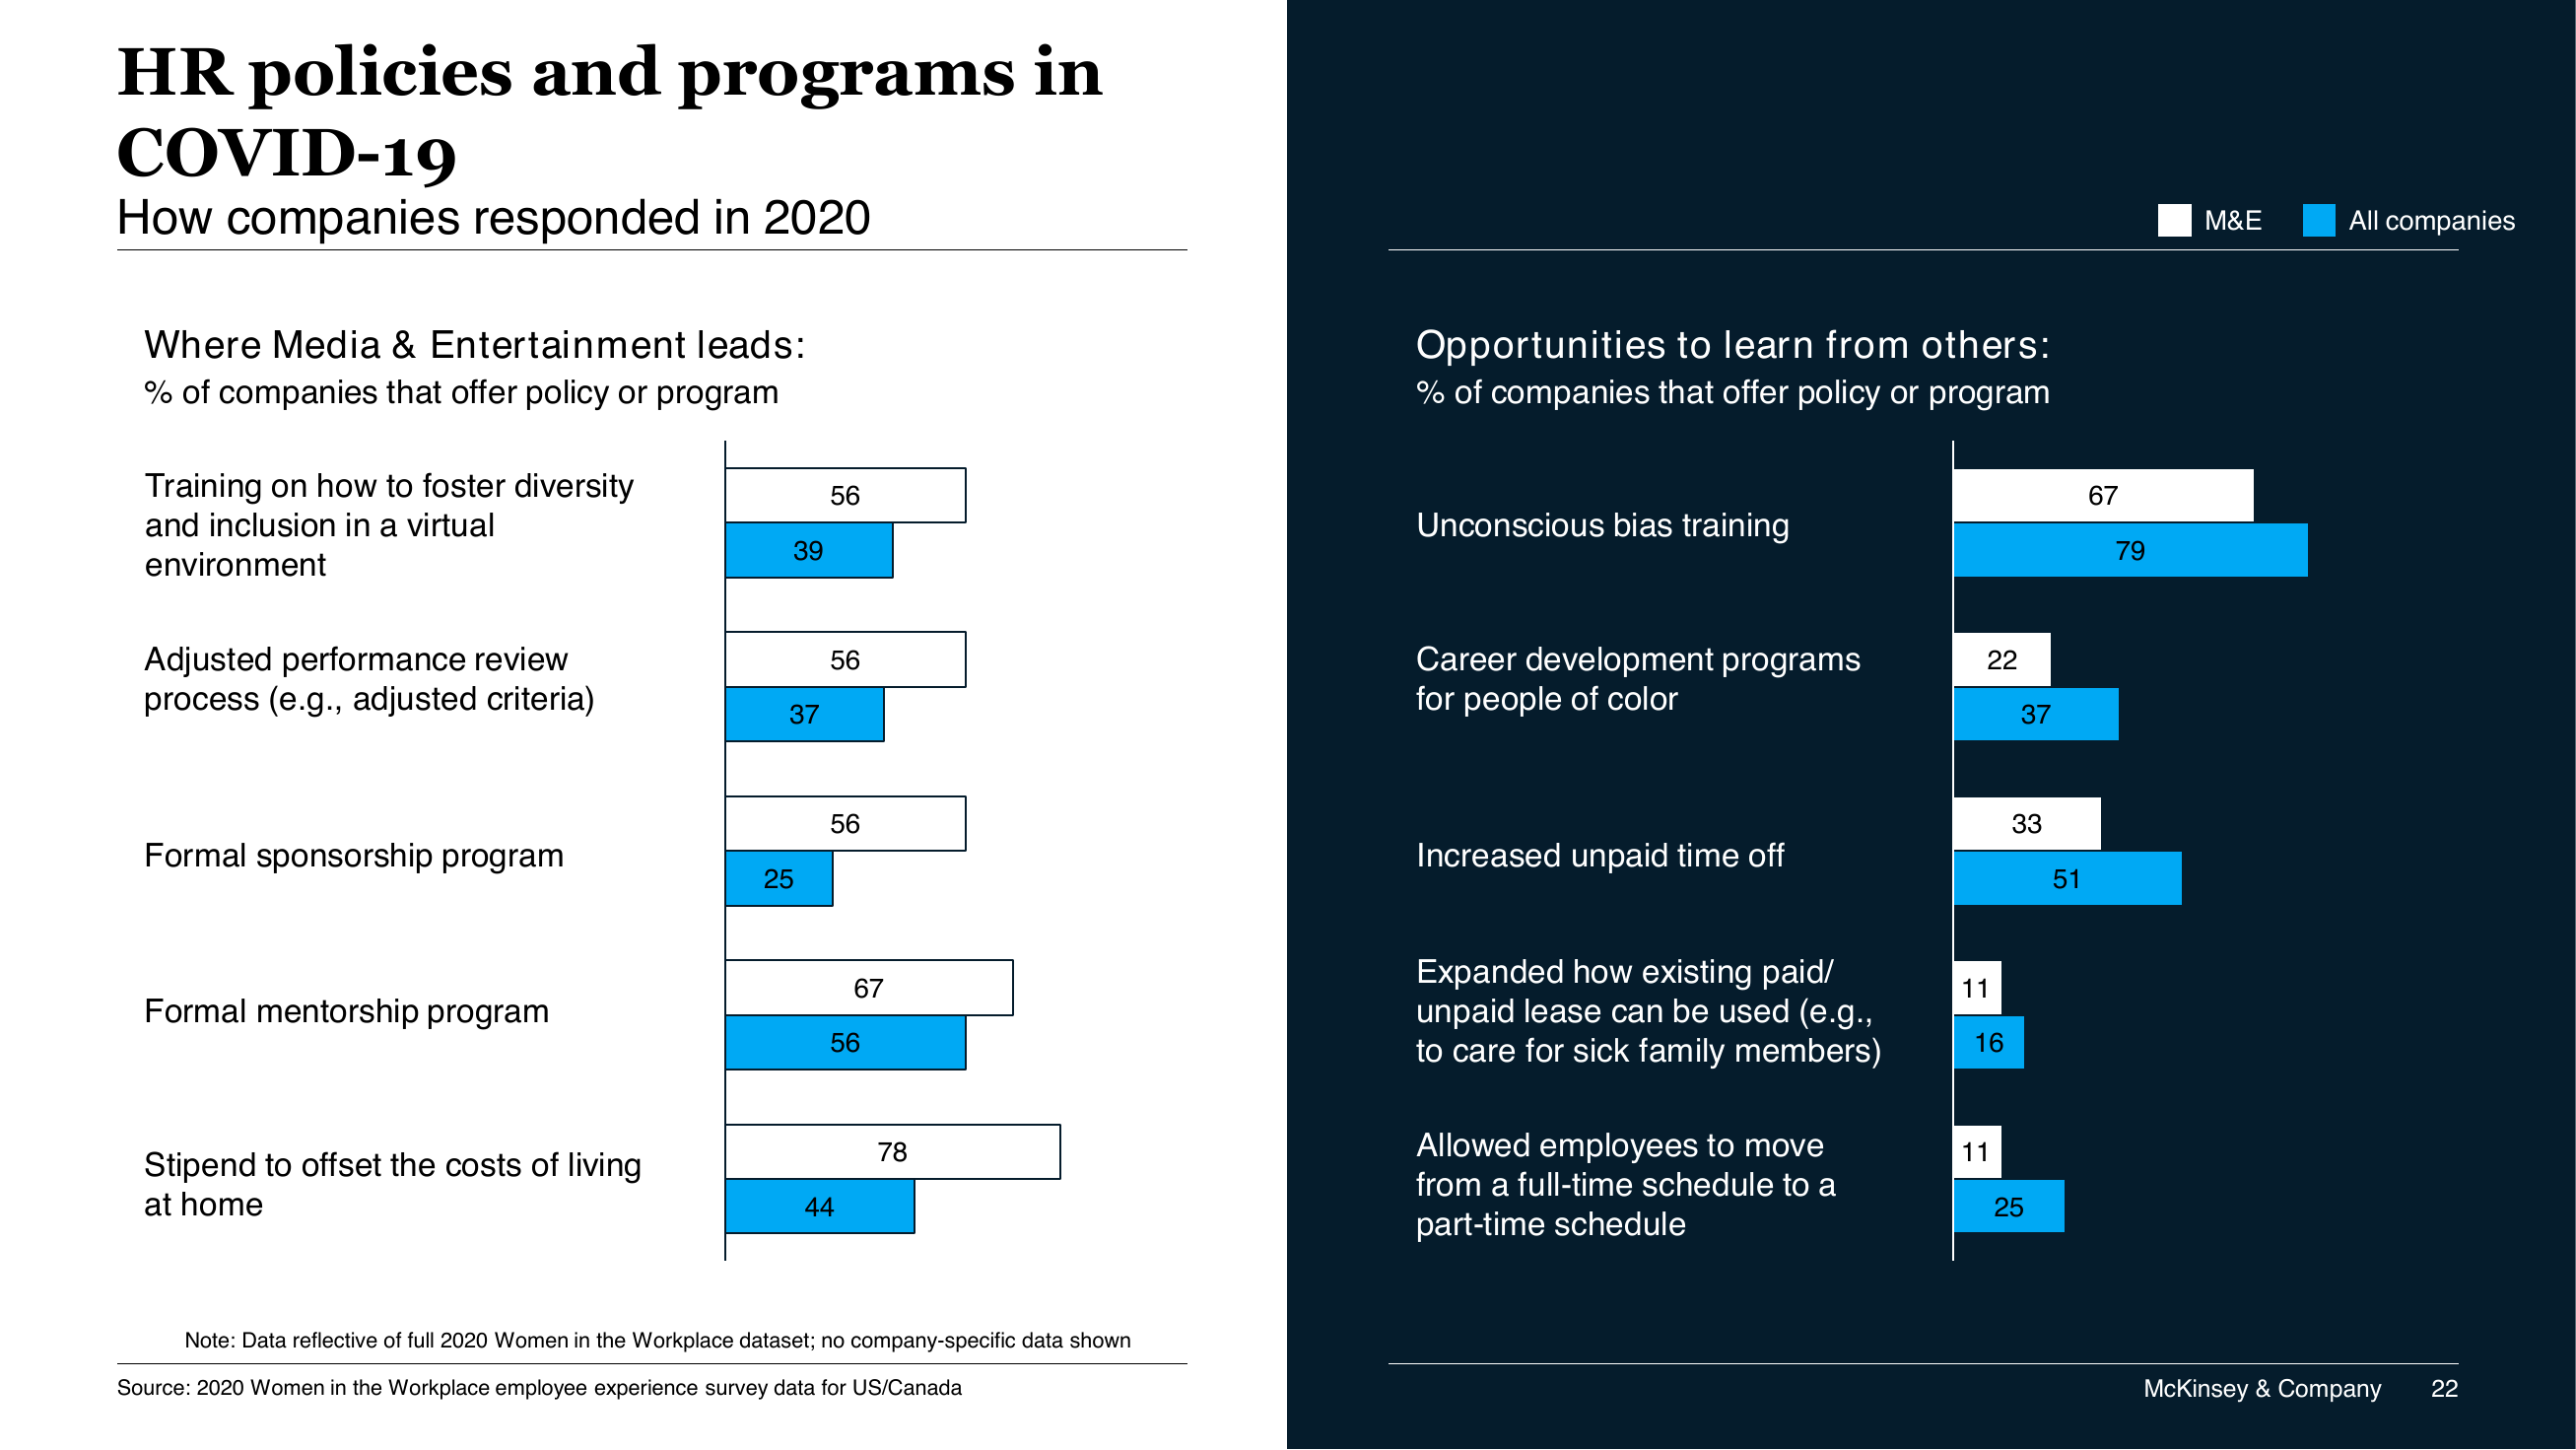 HR policies and programs in
COVID-19
How companies responded in 2020
Where Media & Entertainment leads:
% of companies that offer policy or program
Training on how to foster diversity
and inclusion in a virtual
environment
56
39
Adjusted performance review
process (e.g., adjusted criteria)
56
37
Formal sponsorship program
56
25
Formal mentorship program
67
56
Stipend to offset the costs of living
at home
78
44
Note: Data reflective of full 2020 Women in the Workplace dataset; no company-specific data shown
Source: 2020 Women in the Workplace employee experience survey data for US/Canada
M&E
All companies
Opportunities to learn from others:
% of companies that offer policy or program
Unconscious bias training
67
79
Career development programs
for people of color
22
37
Increased unpaid time off
33
51
Expanded how existing paid/
unpaid lease can be used (e.g.,
to care for sick family members)
11
16
Allowed employees to move
from a full-time schedule to a
part-time schedule
11
25
McKinsey & Company 22